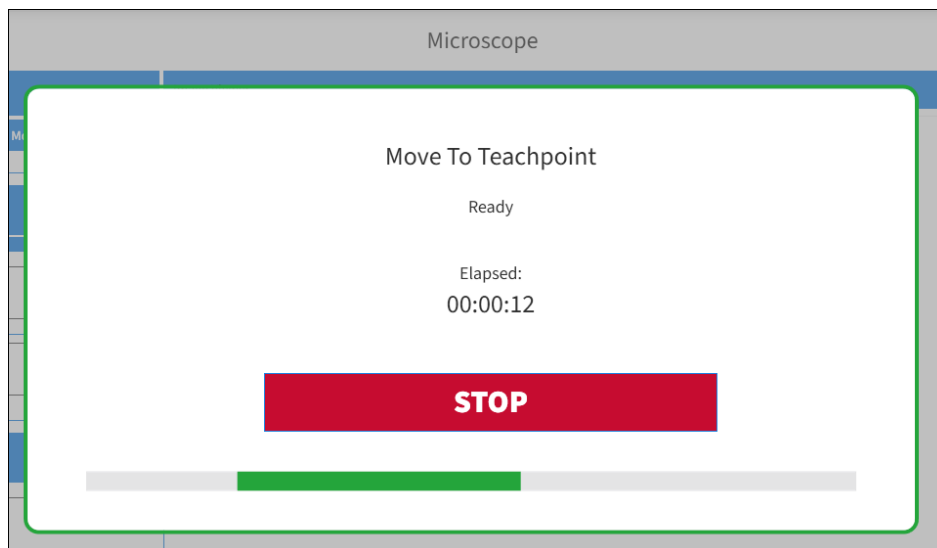 Microscope
Move To Teachpoint
Ready
Elapsed:
00:00:12
STOP